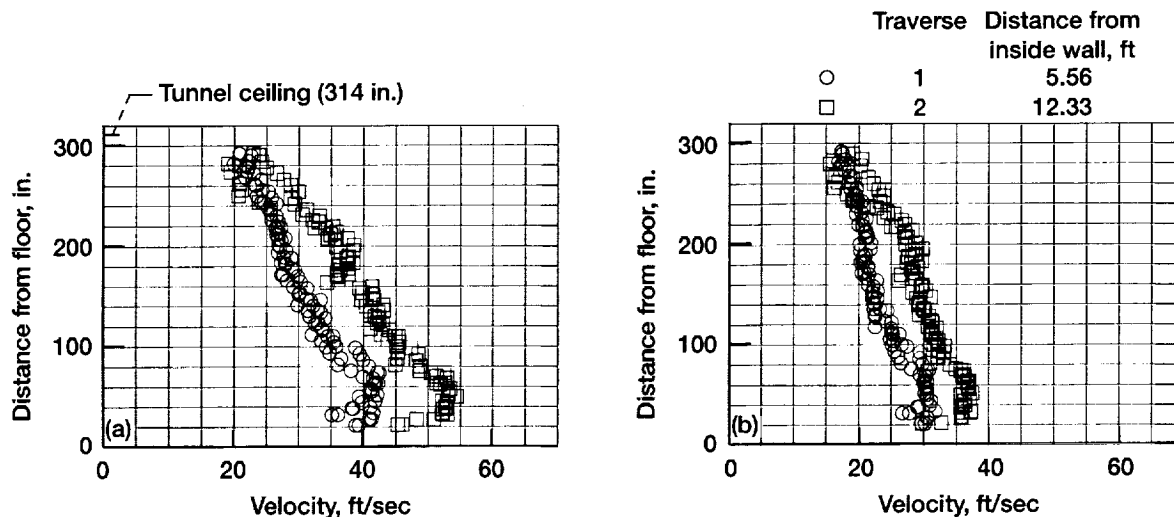 Traverse Distance from
inside wall, ft
1 5.56
2 12.33
Tunnel ceiling (314 in.)
300
200
100
0
Distance from floor, in.
(a)
0 20 40 60
Velocity, ft/sec
300
200
100
0
Distance from floor, in.
(b)
0 20 40 60
Velocity, ft/sec